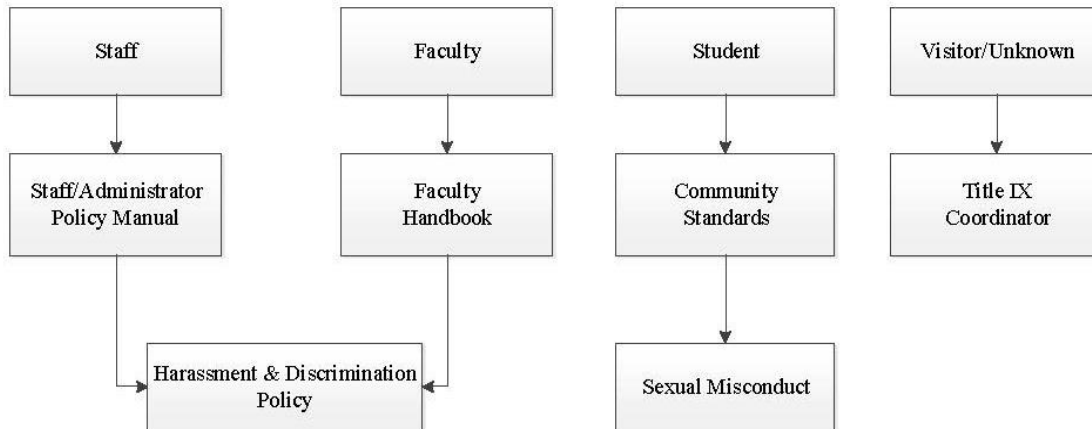 Staff
Faculty
Student
Visitor/Unknown
Staff/Administrator
Policy Manual
Faculty
Handbook
Community
Standards
Title IX
Coordinator
Harassment & Discrimination
Policy
Sexual Misconduct